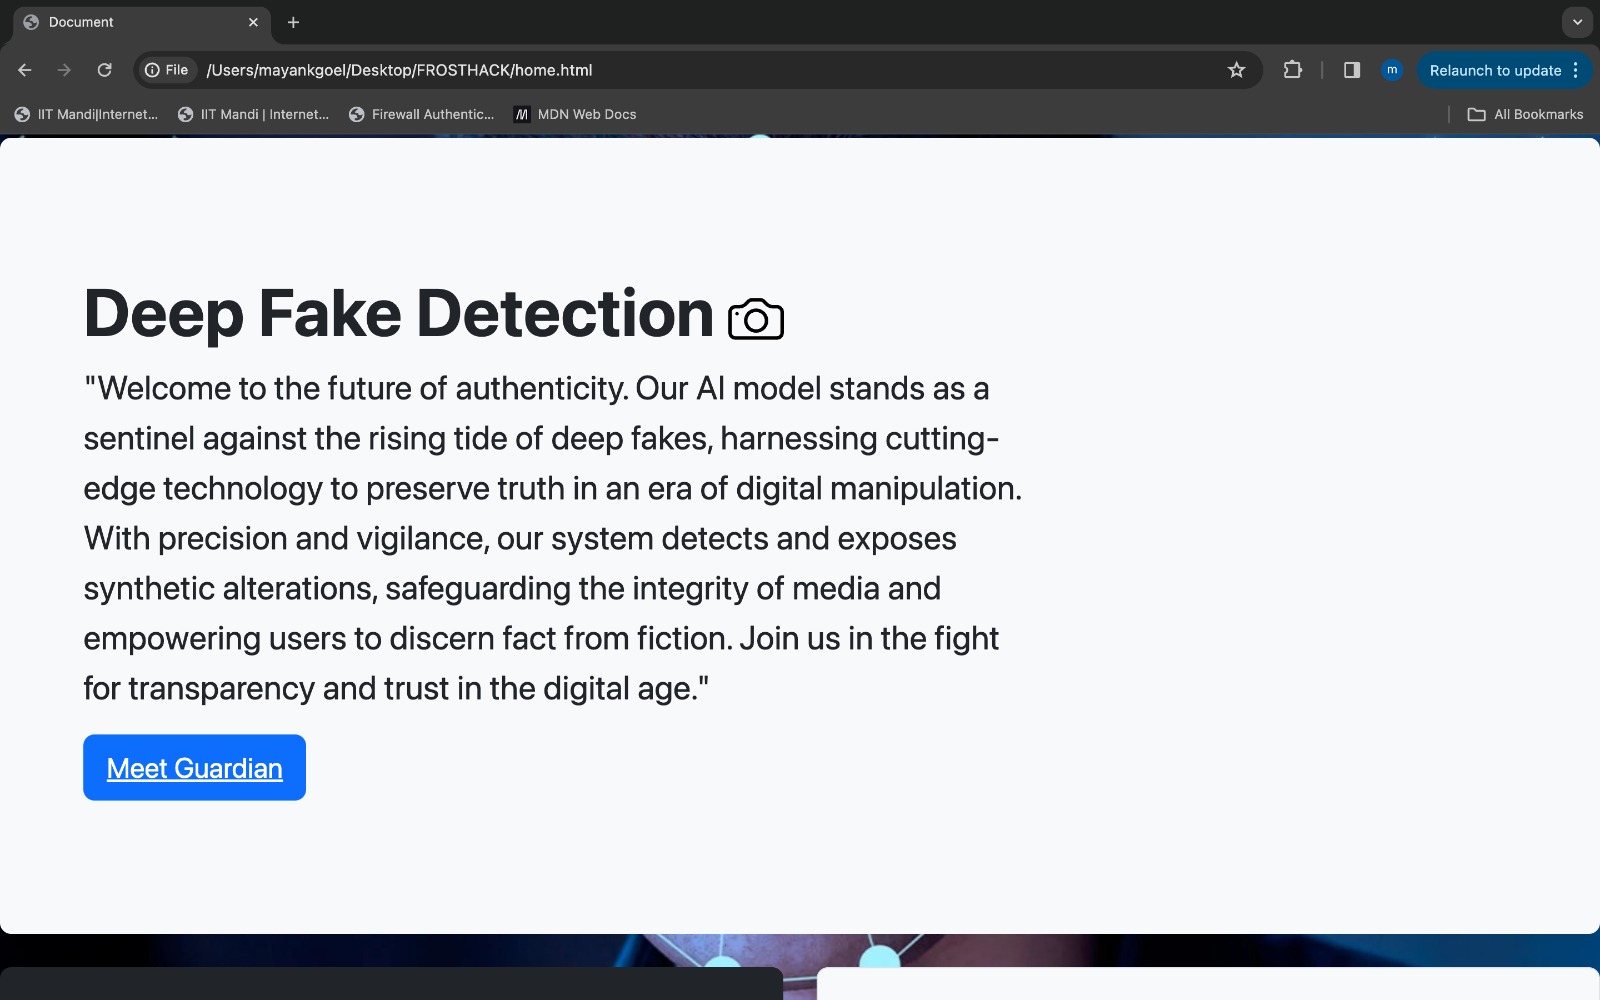 Document
File /Users/mayankgoel/Desktop/FROSTHACK/home.html m Relaunch to update
IIT Mandi|Internet... IIT Mandi | Internet... Firewall Authentic... MDN Web Docs All Bookmarks
Deep Fake Detection
"Welcome to the future of authenticity. Our AI model stands as a
sentinel against the rising tide of deep fakes, harnessing cutting-
edge technology to preserve truth in an era of digital manipulation.
With precision and vigilance, our system detects and exposes
synthetic alterations, safeguarding the integrity of media and
empowering users to discern fact from fiction. Join us in the fight
for transparency and trust in the digital age."
Meet Guardian